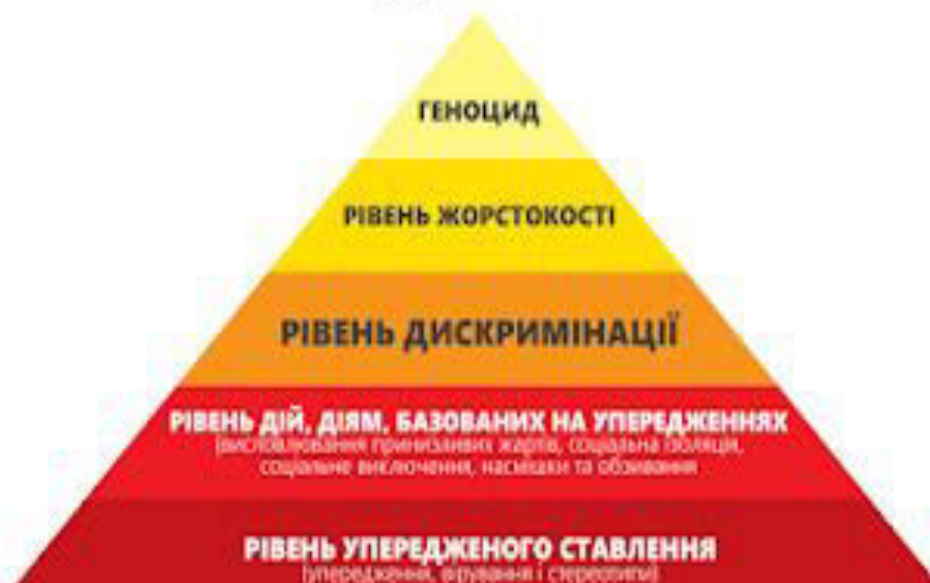 ГЕНОЦИД
РІВЕНЬ ЖОРСТОКОСТІ
РІВЕНЬ ДИСКРИМІНАЦІЇ
РІВЕНЬ ДІЙ, ДІЯМ, БАЗОВАНИХ НА УПЕРЕДЖЕННЯХ
(висловлювання принизливих жартів, соціальна ізоляція,
соціальне виключення, насмішки та обзивання
РІВЕНЬ УПЕРЕДЖЕНОГО СТАВЛЕННЯ
(упередження, вірування і стереотипи)